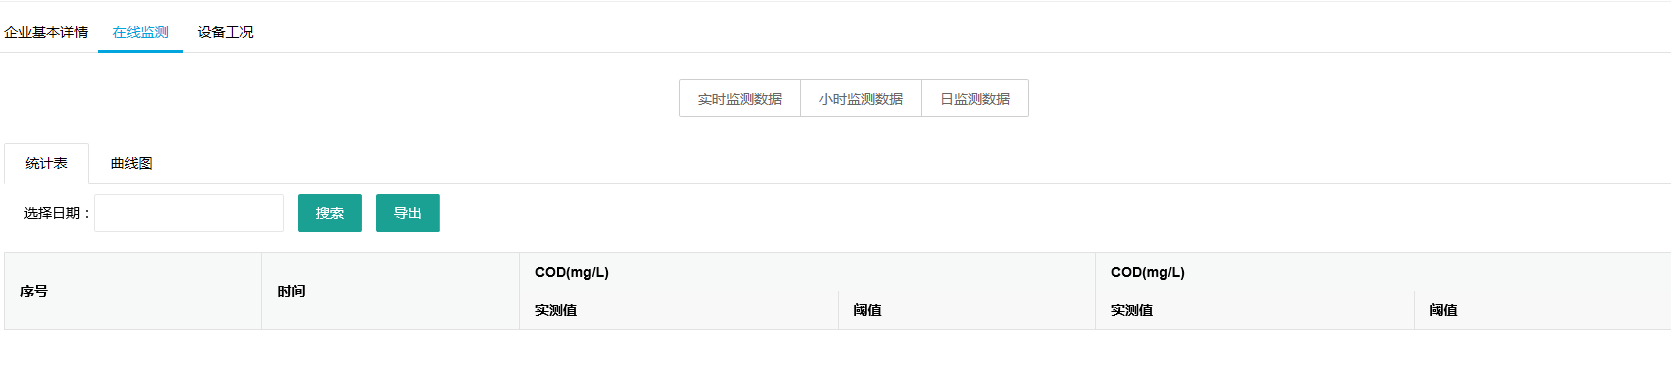 企业基本详情 在线监测 设备工况
实时监测数据 小时监测数据 日监测数据
统计表 曲线图
选择日期： 搜索 导出
序号 时间 COD(mg/L) COD(mg/L)
实测值 阈值 实测值 阈值